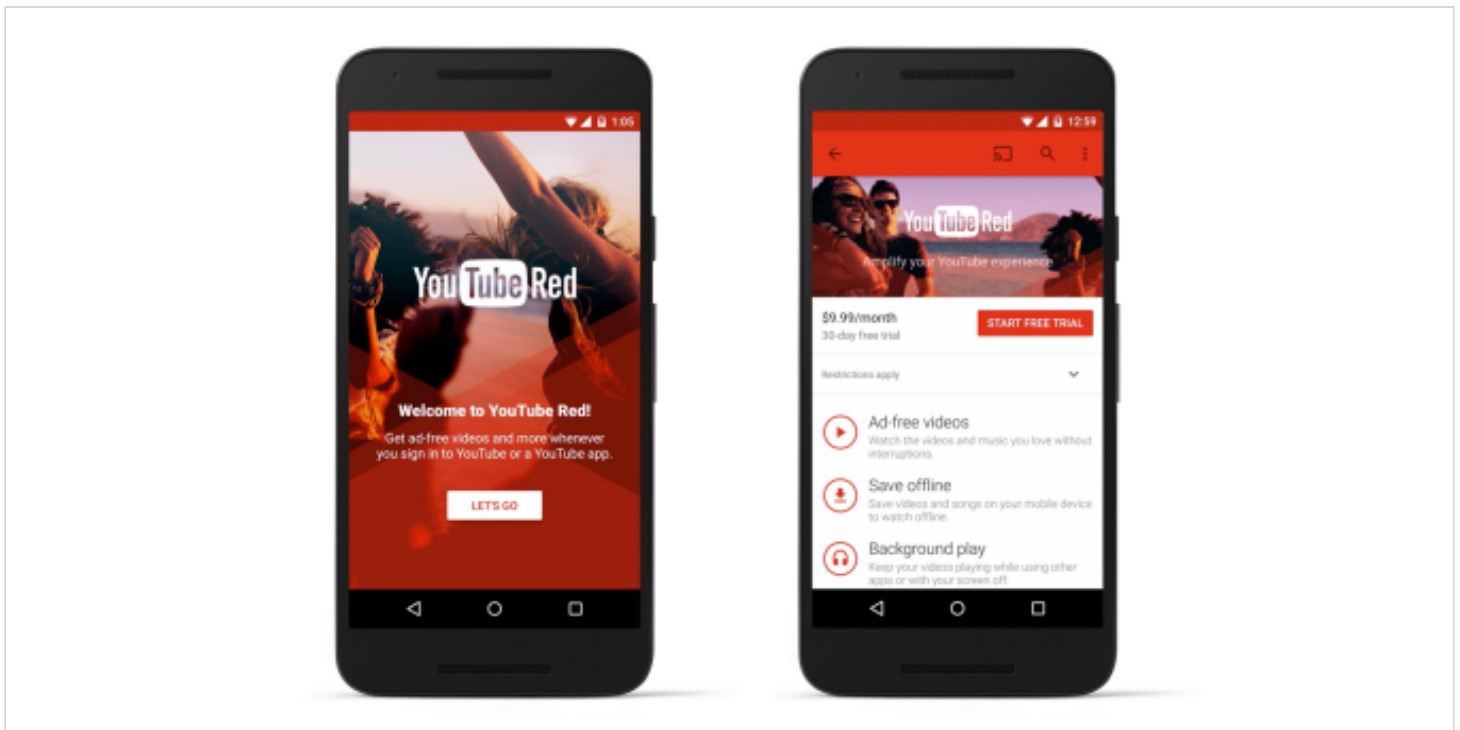 1:05
YouTube Red
Welcome to YouTube Red!
Get ad-free videos and more whenever
you sign in to YouTube or a YouTube app.
LET'S GO
12:59
YouTube Red
Amplify your YouTube experience
$9.99/month
30-day free trial
START FREE TRIAL
Restrictions apply
Ad-free videos
Watch the videos and music you love without
interruptions.
Save offline
Save videos and songs on your mobile device
to watch offline.
Background play
Keep your videos playing while using other
apps or with your screen off.